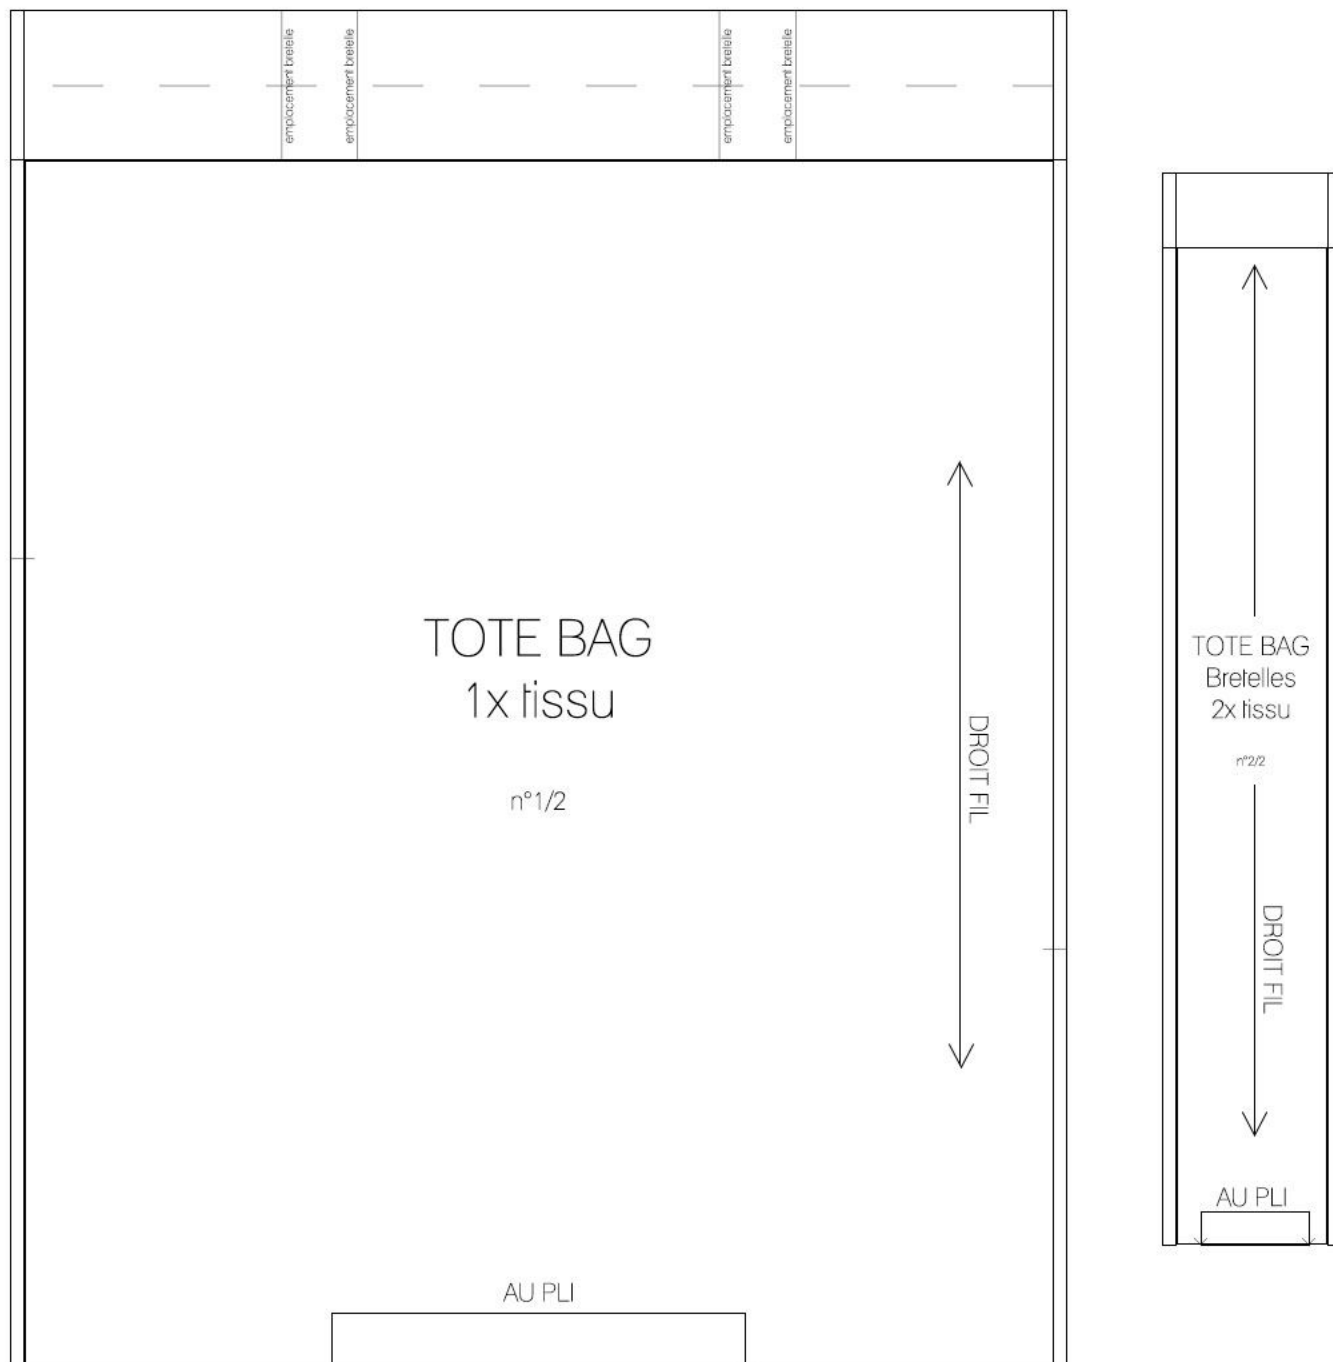 emplacement bretelle
emplacement bretelle
emplacement bretelle
emplacement bretelle
TOTE BAG
1x tissu
n°1/2
DROIT FIL
AU PLI
TOTE BAG
Bretelles
2x tissu
n°2/2
DROIT FIL
AU PLI